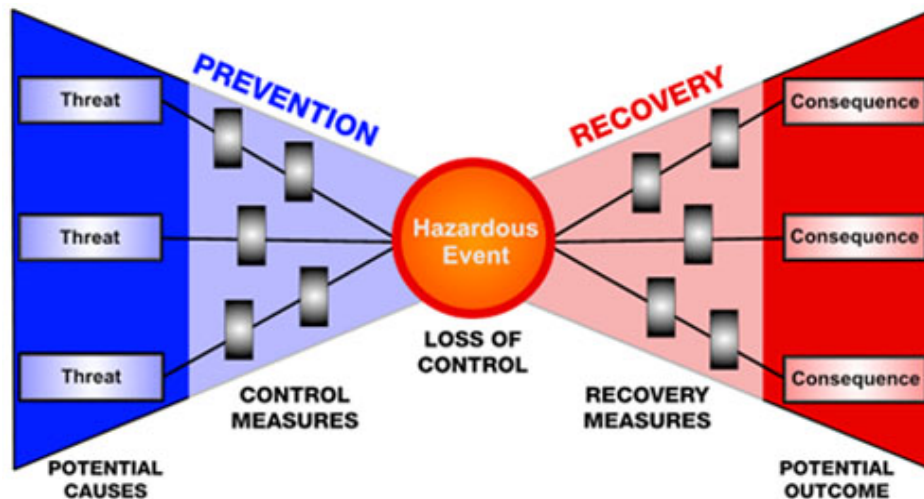 PREVENTION
RECOVERY
Threat
Consequence
Threat
Hazardous
Event
Consequence
Threat
LOSS OF
CONTROL
Consequence
CONTROL
MEASURES
RECOVERY
MEASURES
POTENTIAL
CAUSES
POTENTIAL
OUTCOME